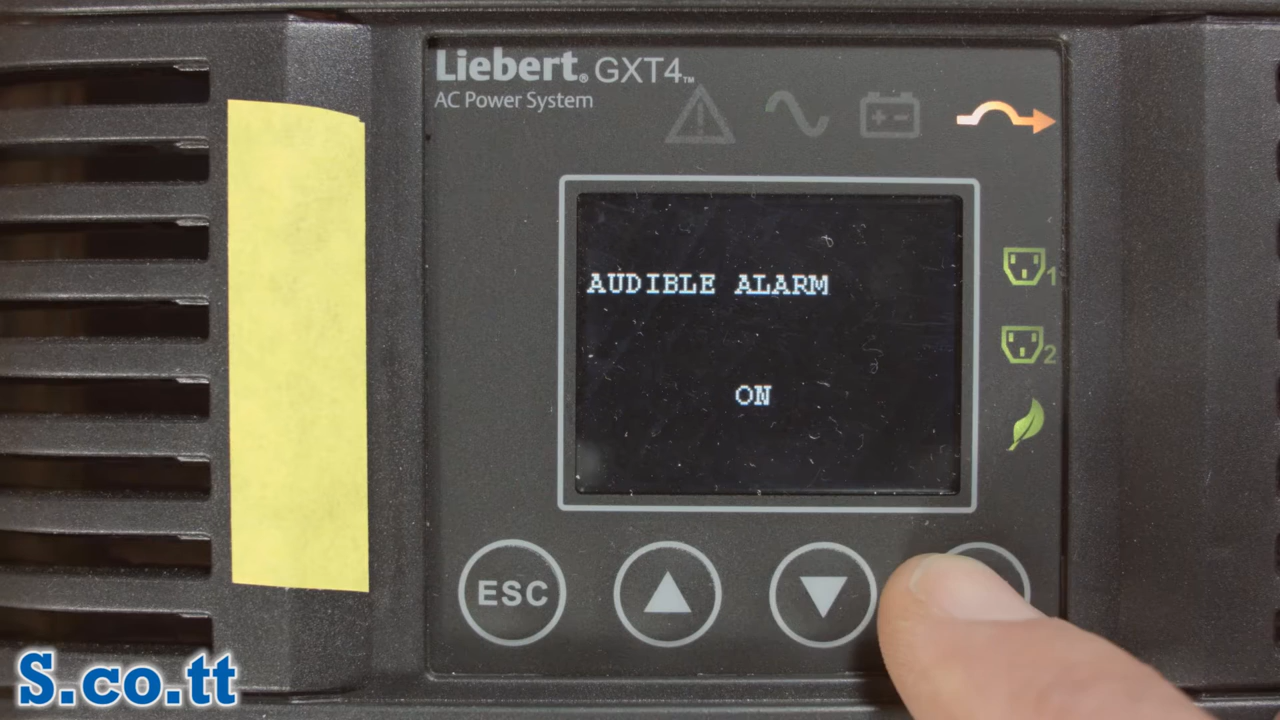 Liebert® GXT4™
AC Power System
AUDIBLE ALARM
ON
1
2
ESC
S.co.tt